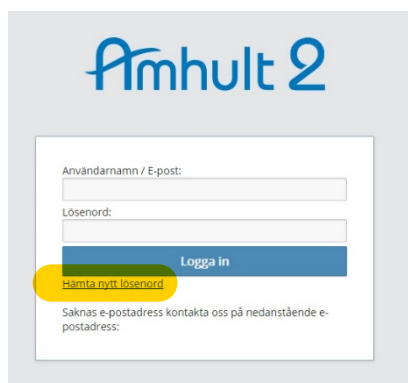 Amhult 2
Användarnamn / E-post:
Lösenord:
Logga in
Hämta nytt lösenord
Saknas e-postadress kontakta oss på nedanstående e-
postadress: